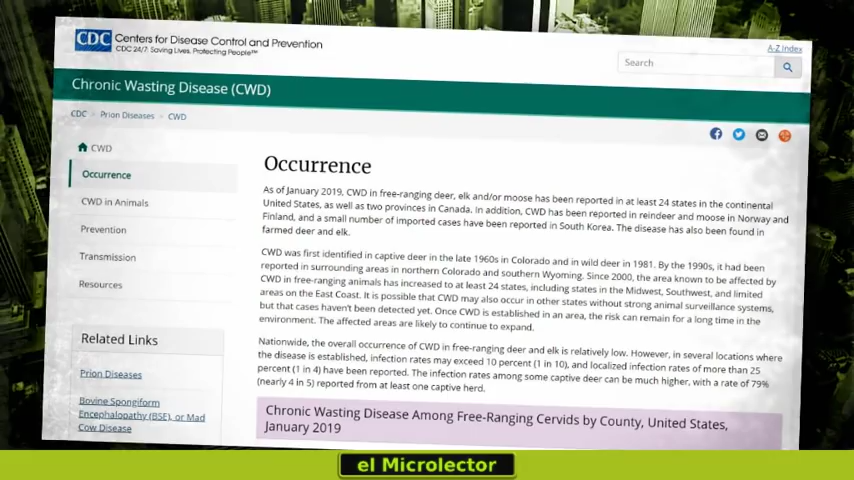 CDC Centers for Disease Control and Prevention
CDC 24/7: Saving Lives, Protecting People™
A-Z Index
Search
Chronic Wasting Disease (CWD)
CDC > Prion Diseases > CWD
CWD
Occurrence
CWD in Animals
Prevention
Transmission
Resources
Related Links
Prion Diseases
Bovine Spongiform
Encephalopathy (BSE), or Mad
Cow Disease
Occurrence
As of January 2019, CWD in free-ranging deer, elk and/or moose has been reported in at least 24 states in the continental
United States, as well as two provinces in Canada. In addition, CWD has been reported in reindeer and moose in Norway and
Finland, and a small number of imported cases have been reported in South Korea. The disease has also been found in
farmed deer and elk.
CWD was first identified in captive deer in the late 1960s in Colorado and in wild deer in 1981. By the 1990s, it had been
reported in surrounding areas in northern Colorado and southern Wyoming. Since 2000, the area known to be affected by
CWD in free-ranging animals has increased to at least 24 states, including states in the Midwest, Southwest, and limited
areas on the East Coast. It is possible that CWD may also occur in other states without strong animal surveillance systems,
but that cases haven't been detected yet. Once CWD is established in an area, the risk can remain for a long time in the
environment. The affected areas are likely to continue to expand.
Nationwide, the overall occurrence of CWD in free-ranging deer and elk is relatively low. However, in several locations where
the disease is established, infection rates may exceed 10 percent (1 in 10), and localized infection rates of more than 25
percent (1 in 4) have been reported. The infection rates among some captive deer can be much higher, with a rate of 79%
(nearly 4 in 5) reported from at least one captive herd.
Chronic Wasting Disease Among Free-Ranging Cervids by County, United States,
January 2019
el Microlector